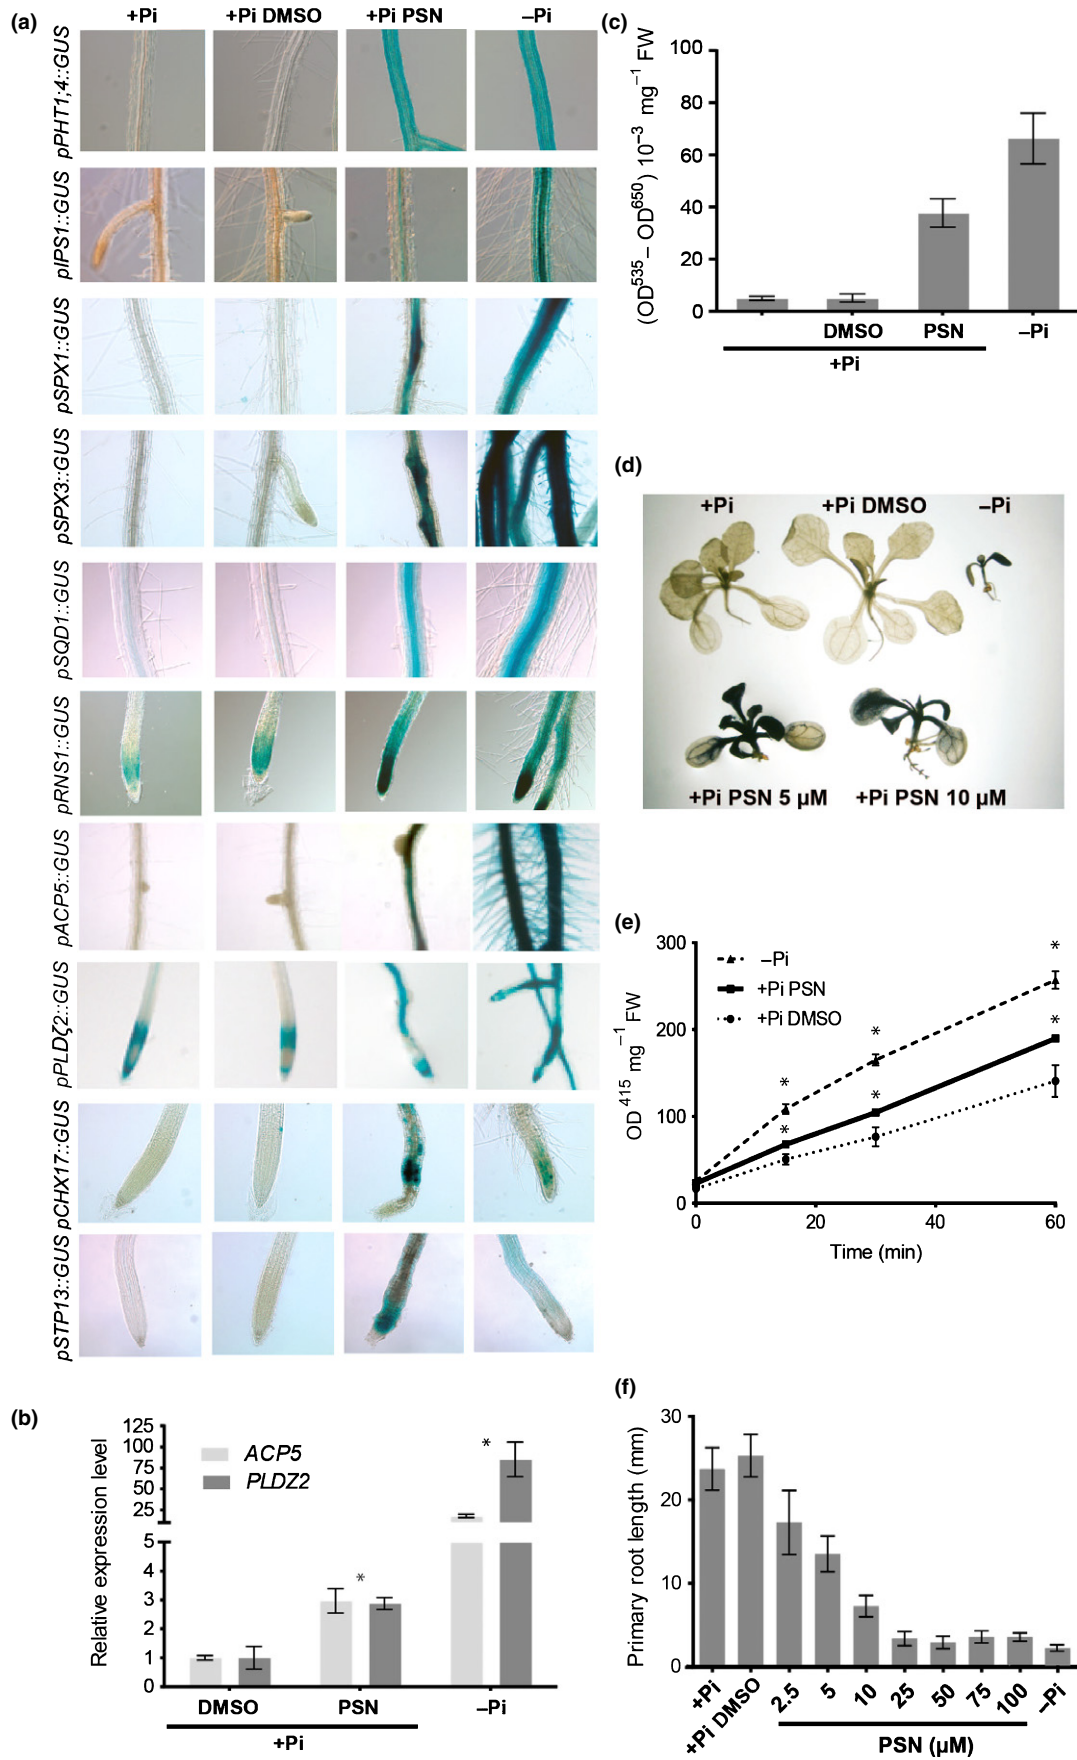 (a)
+Pi +Pi DMSO +Pi PSN –Pi
pPHT1;4::GUS
pIPS1::GUS
pSPX1::GUS
pSPX3::GUS
pSQD1::GUS
pRNS1::GUS
pACP5::GUS
pPLDζ2::GUS
pCHX17::GUS
pSTP13::GUS
(b)
Relative expression level
125
100
75
50
25
5
4
3
2
1
0
ACP5
PLDZ2
*
*
DMSO PSN –Pi
+Pi
(c)
(OD535 – OD650) 10–3 mg–1 FW
100
80
60
40
20
0
DMSO PSN –Pi
+Pi
(d)
+Pi +Pi DMSO –Pi
+Pi PSN 5 µM +Pi PSN 10 µM
(e)
OD415 mg–1 FW
300
200
100
0
–Pi
+Pi PSN
+Pi DMSO
*
*
*
*
*
*
0 20 40 60
Time (min)
(f)
Primary root length (mm)
30
20
10
0
+Pi +Pi DMSO 2.5 5 10 25 50 75 100 –Pi
PSN (µM)